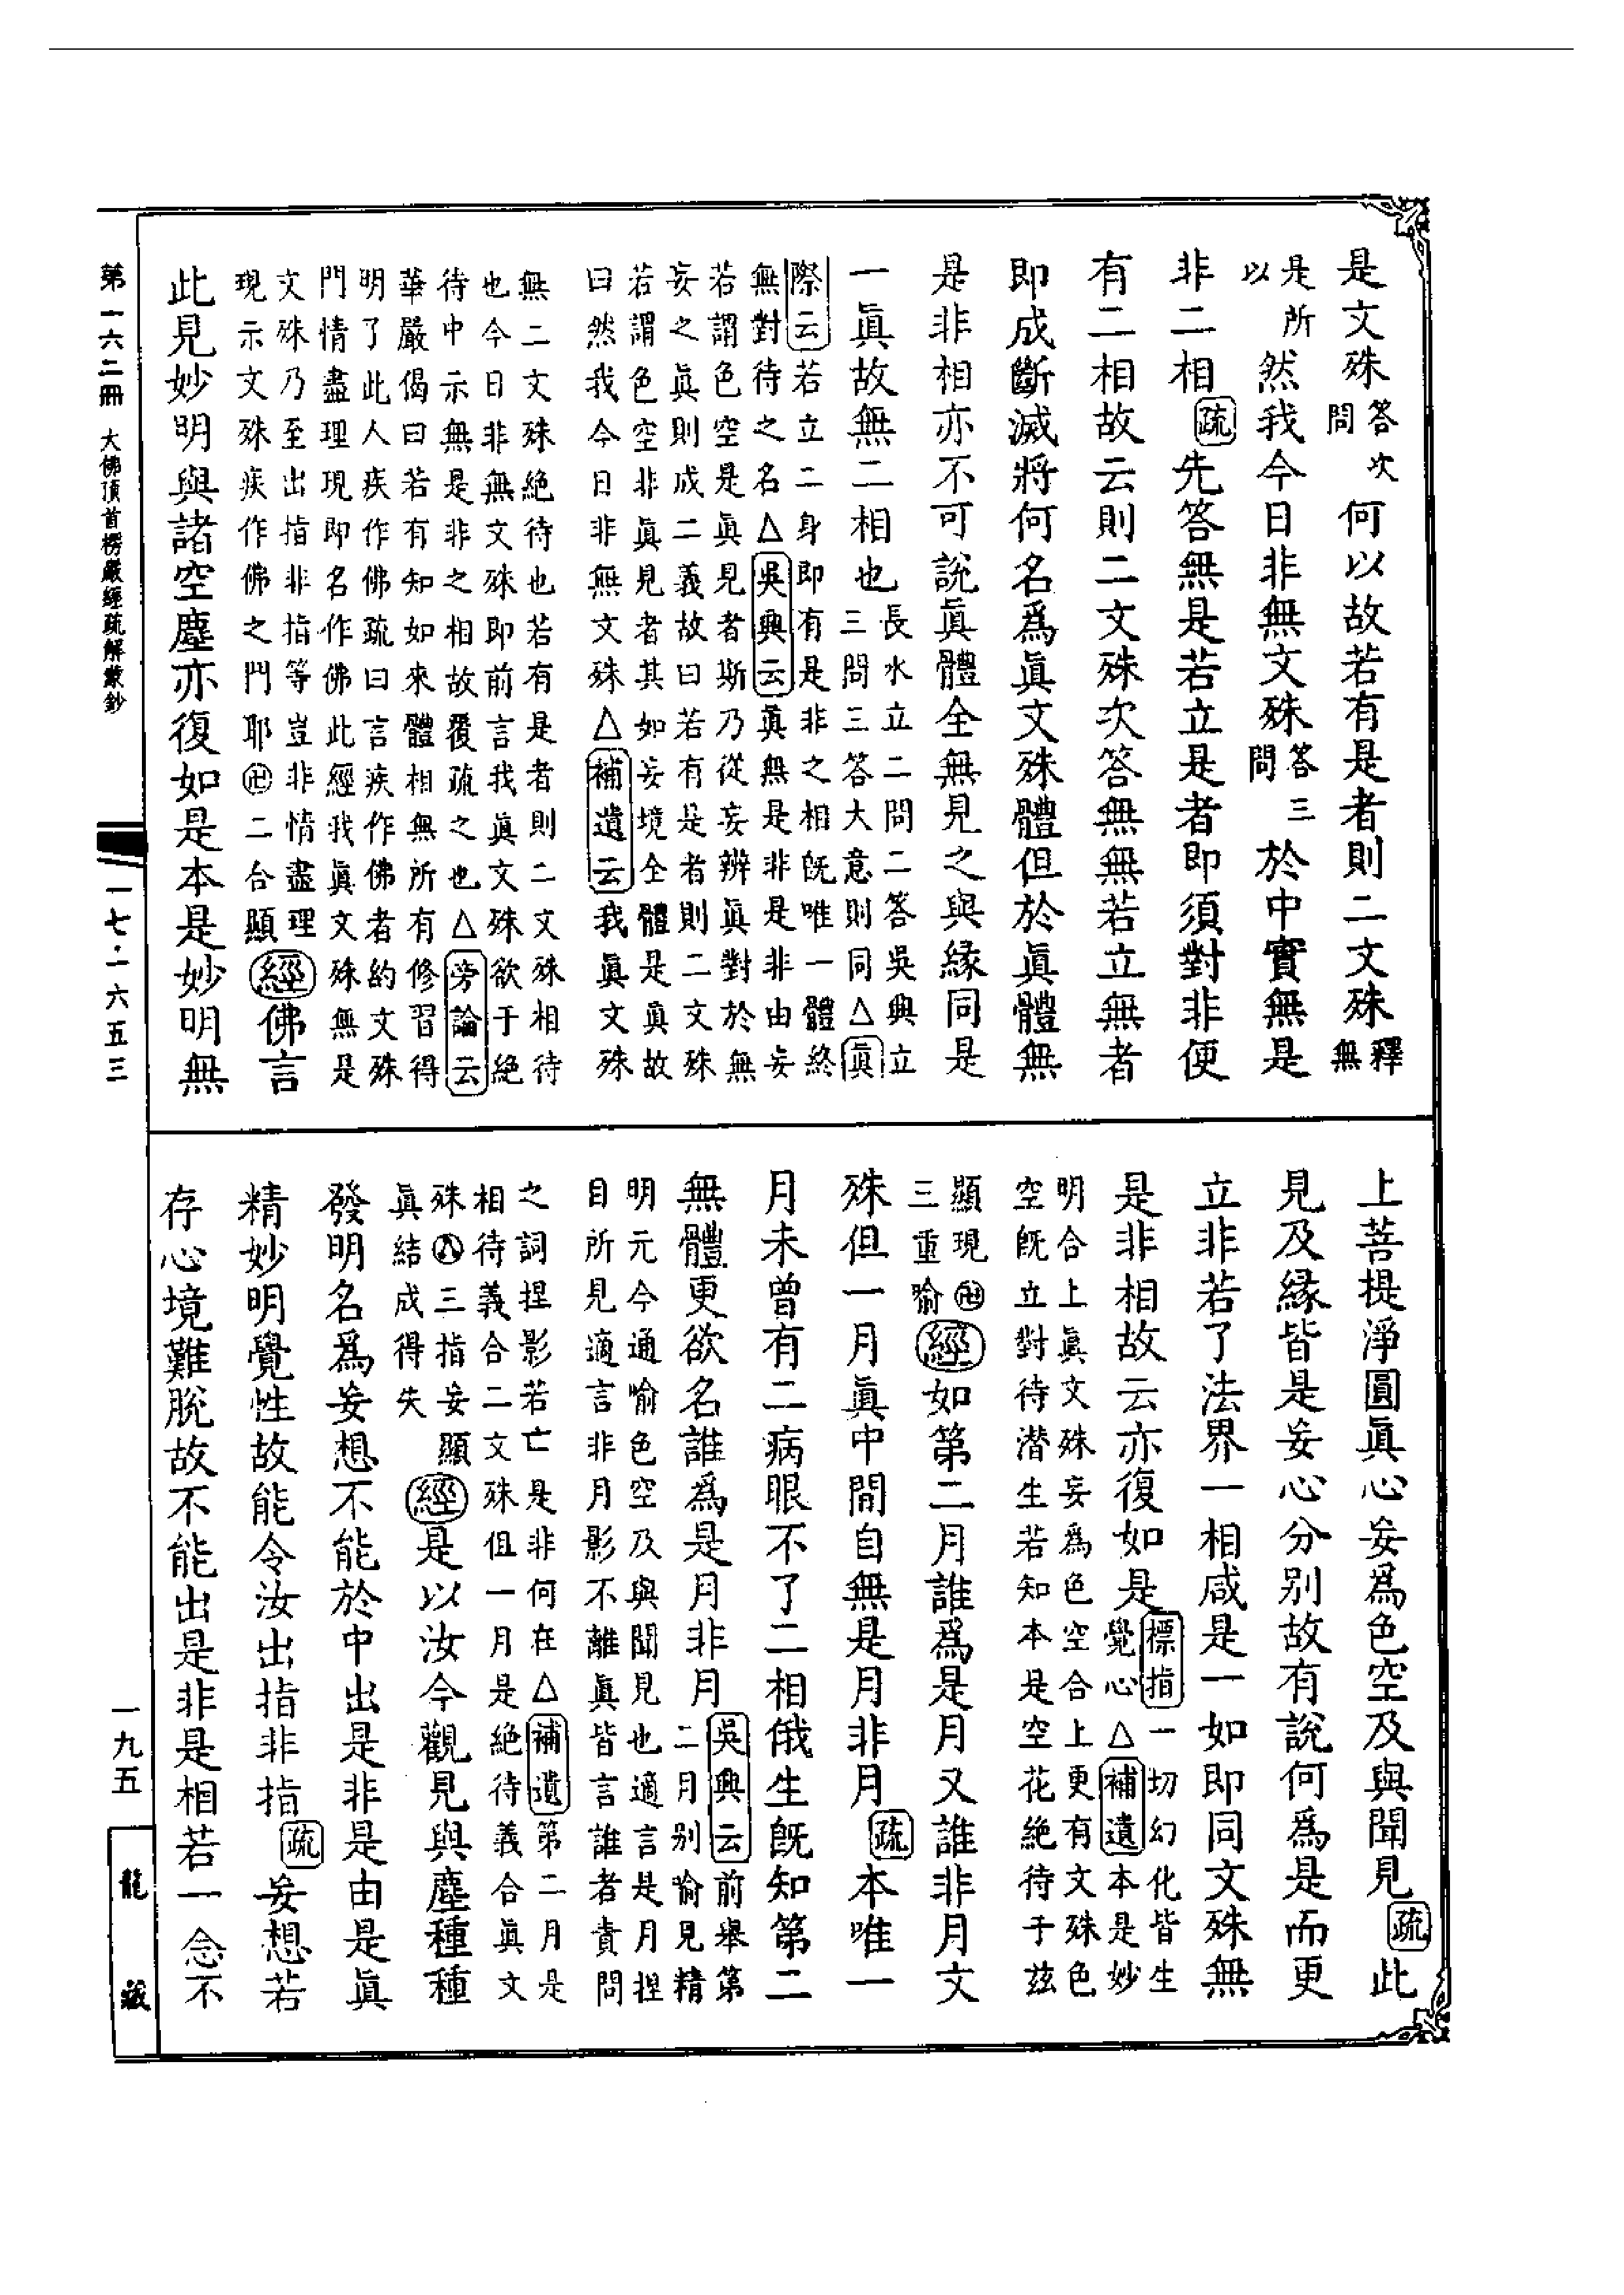 是文殊答次問何以故若有是者則二文殊釋無
是所以然我今日非無文殊答三問於中實無是
非二相疏先答無是若立是者即須對非便
有二相故云則二文殊次答無若立無者
即成斷滅將何名爲眞文殊體但於眞體無
是非相亦不可說眞體全無見之與緣同是
一眞故無二相也長水立二問二答吳興立
三問三答大意則同△眞
際云若立二身即有是非之相旣唯一體終
無對待之名△吳興云眞無是非是非由妄
若謂色空是眞見者斯乃從妄辨眞對於無
妄之眞則成二義故曰若有是者則二文殊
若謂色空非眞見者其如妄境全體是眞故
曰然我今日非無文殊△補遺云我眞文殊
無二文殊絕待也若有是者則二文殊相待
也今日非無文殊即前言我眞文殊欲于絕
待中示無是非之相故覆疏之也△旁論云
華嚴偈曰若有知如來體相無所有修習得
明了此人疾作佛疏曰言疾作佛者約文殊
門情盡理現即名作佛此經我眞文殊無是
文殊乃至出指非指等豈非情盡理
現示文殊疾作佛之門耶卍二合顯經佛言
此見妙明與諸空塵亦復如是本是妙明無
上菩提淨圓眞心妄爲色空及與聞見疏此
見及緣皆是妄心分別故有說何爲是而更
立非若了法界一相咸是一如即同文殊無
是非相故云亦復如是標指一切幻化皆生
覺心△補遺本是妙
明合上眞文殊妄爲色空合上更有文殊色
空旣立對待潛生若知本是空花絕待于茲
顯現卍三重喻經如第二月誰爲是月又誰非月文
殊但一月眞中間自無是月非月疏本唯一
月未曾有二病眼不了二相俄生旣知第二
無體更欲名誰爲是月非月吳興云前舉第
二月別喻見精
明元今通喻色空及與聞見也適言是月捏
目所見適言非月影不離眞皆言誰者責問
之詞捏影若亡是非何在△補遺第二月是
相待義合二文殊但一月是絕待義合眞文
殊㊇三指妄顯
眞結成得失經是以汝今觀見與塵種種
發明名爲妄想不能於中出是非是由是眞
精妙明覺性故能令汝出指非指疏妄想若
存心境難脫故不能出是非是相若一念不
第一六二冊 大佛頂首楞嚴經疏解蒙鈔
一七·二六五三
一九五
龍藏